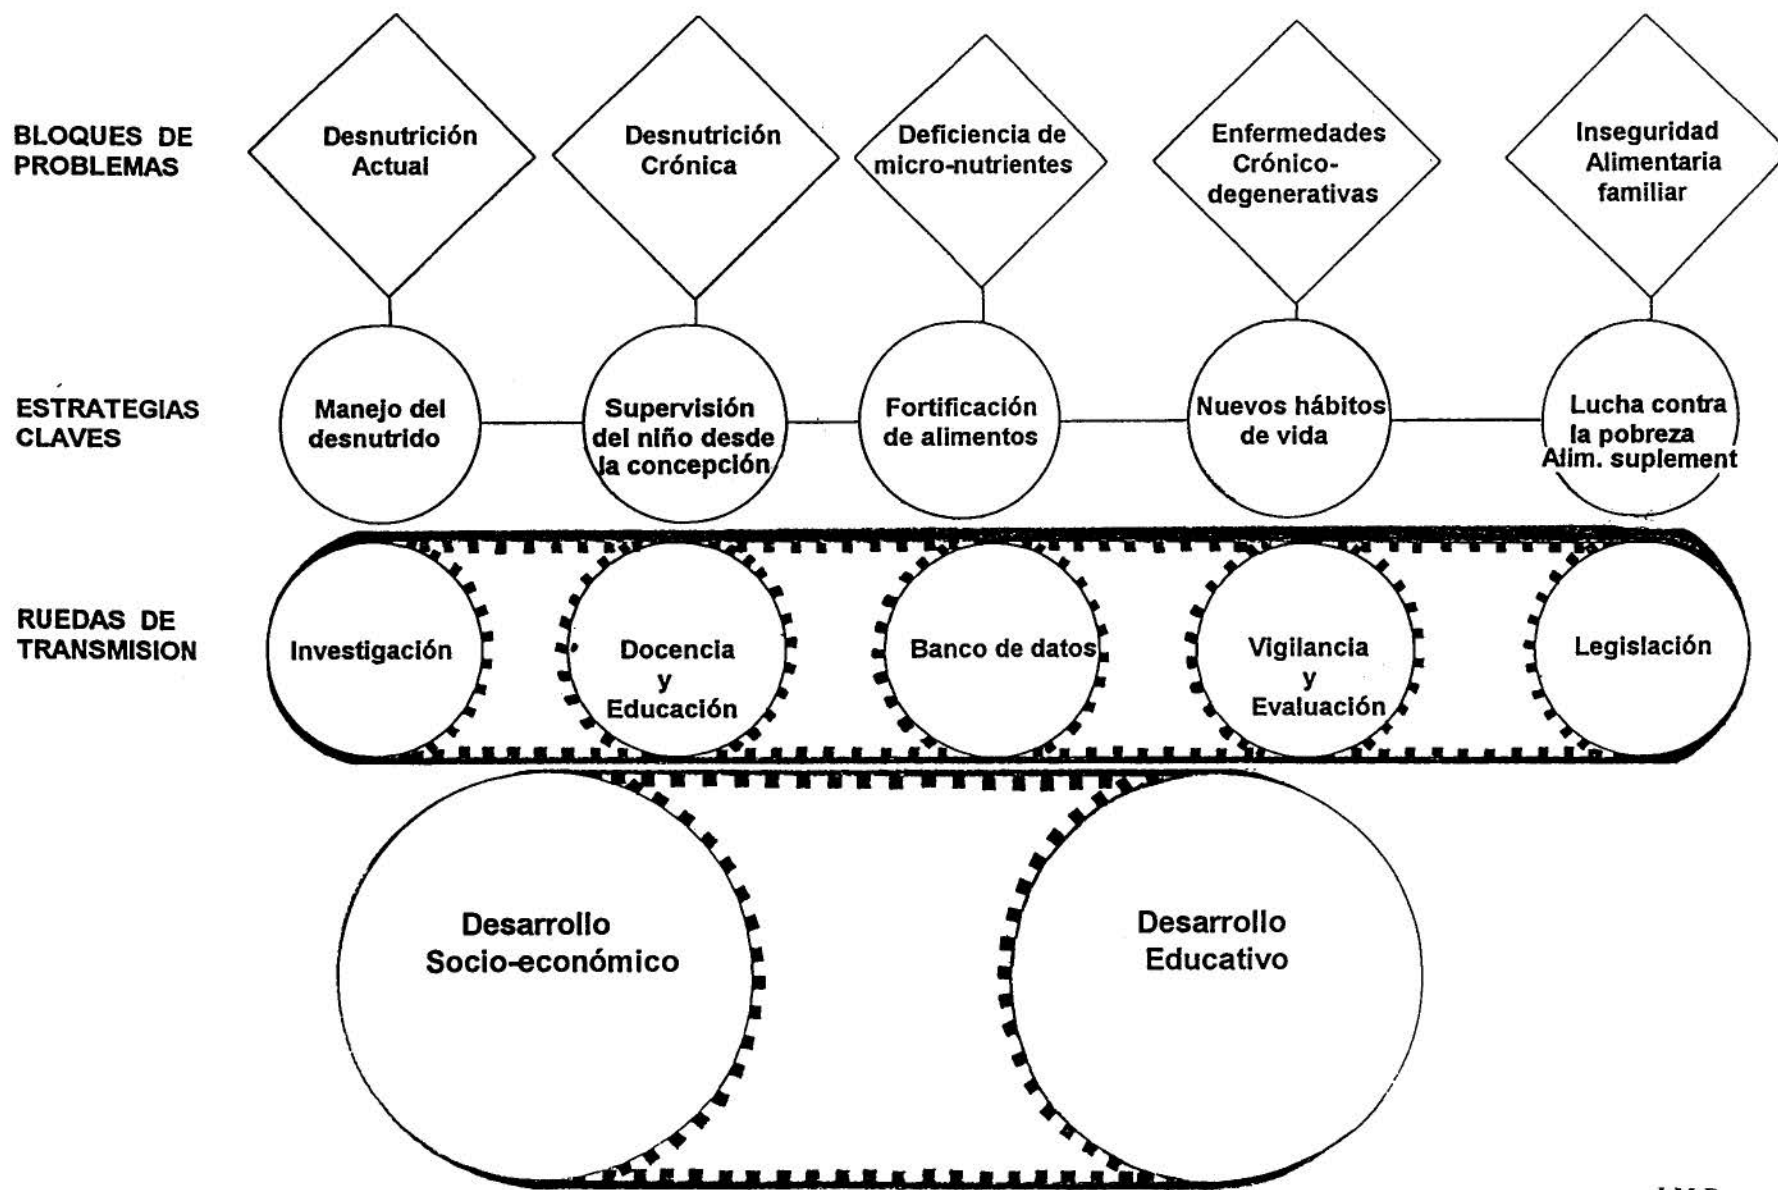 BLOQUES DE
PROBLEMAS
Desnutrición
Actual
Desnutrición
Crónica
Deficiencia de
micro-nutrientes
Enfermedades
Crónico-
degenerativas
Inseguridad
Alimentaria
familiar
ESTRATEGIAS
CLAVES
Manejo del
desnutrido
Supervisión
del niño desde
la concepción
Fortificación
de alimentos
Nuevos hábitos
de vida
Lucha contra
la pobreza
Alim. suplement
RUEDAS DE
TRANSMISION
Investigación
Docencia
y
Educación
Banco de datos
Vigilancia
y
Evaluación
Legislación
Desarrollo
Socio-económico
Desarrollo
Educativo